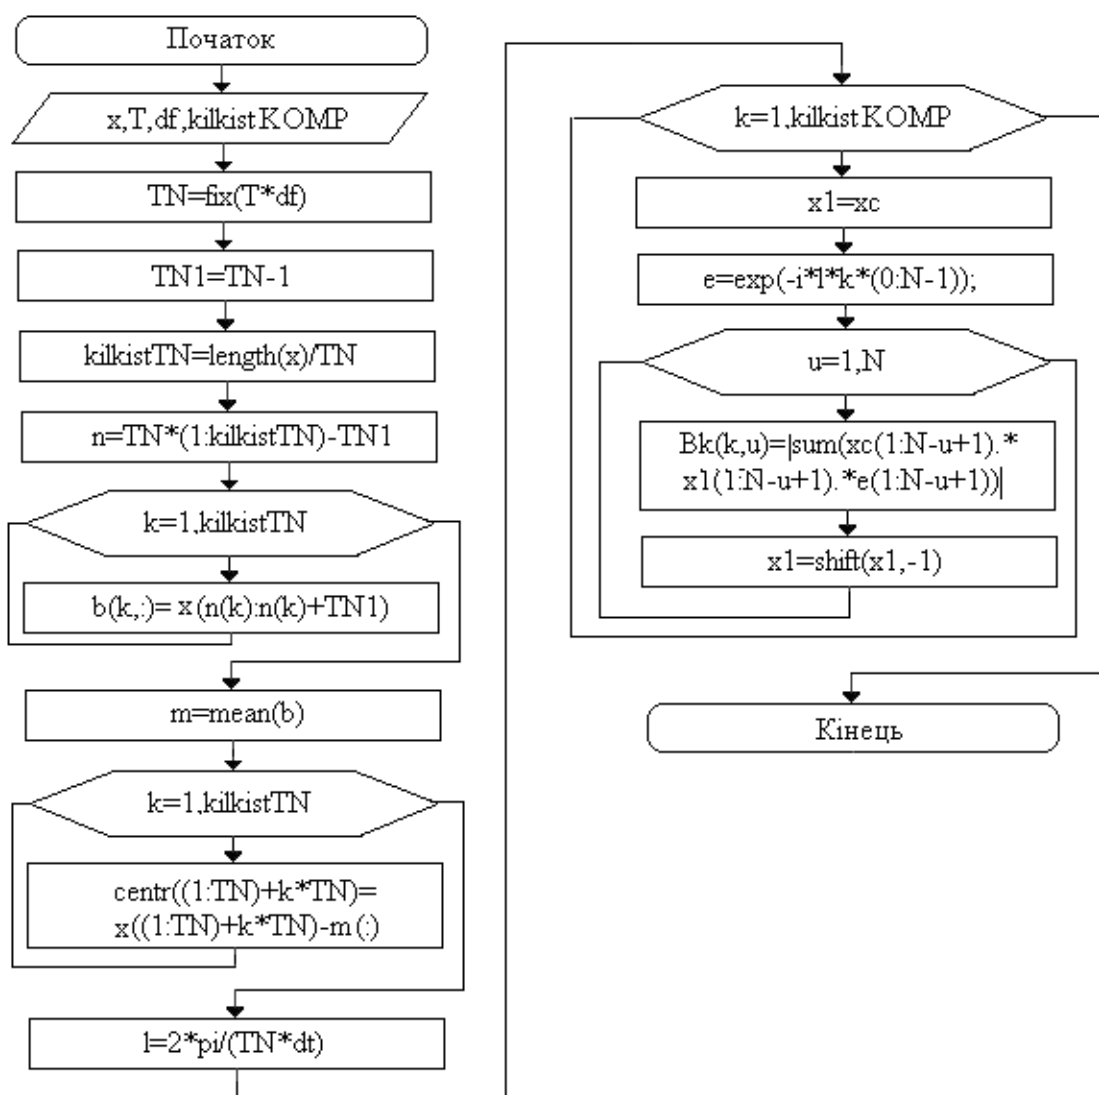 Початок
x,T,df,kilkistKOMP
TN=fix(T*df)
TN1=TN-1
kilkistTN=length(x)/TN
n=TN*(1:kilkistTN)-TN1
k=1,kilkistTN
b(k,:)= x(n(k):n(k)+TN1)
m=mean(b)
k=1,kilkistTN
centr((1:TN)+k*TN)=
x((1:TN)+k*TN)-m(:)
l=2*pi/(TN*dt)
k=1,kilkistKOMP
x1=xc
e=exp(-i*l*k*(0:N-1));
u=1,N
Bk(k,u)=|sum(xc(1:N-u+1).*
x1(1:N-u+1).*e(1:N-u+1))|
x1=shift(x1,-1)
Кінець